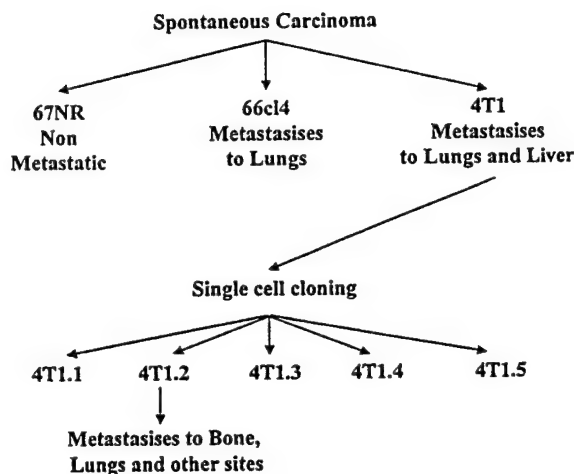 Spontaneous Carcinoma
67NR
Non
Metastatic
66cl4
Metastasises
to Lungs
4T1
Metastasises
to Lungs and Liver
Single cell cloning
4T1.1 4T1.2 4T1.3 4T1.4 4T1.5
Metastasises to Bone,
Lungs and other sites